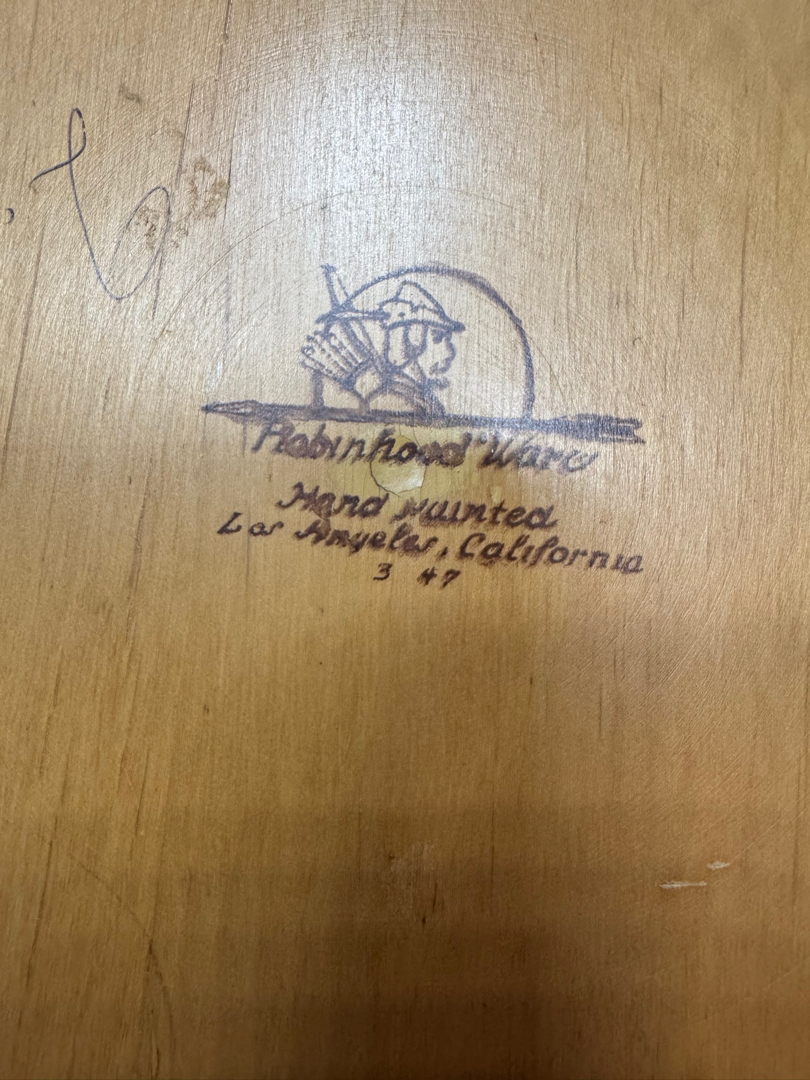 Robinhood Ware
Hand Painted
Los Angeles, California
3 47